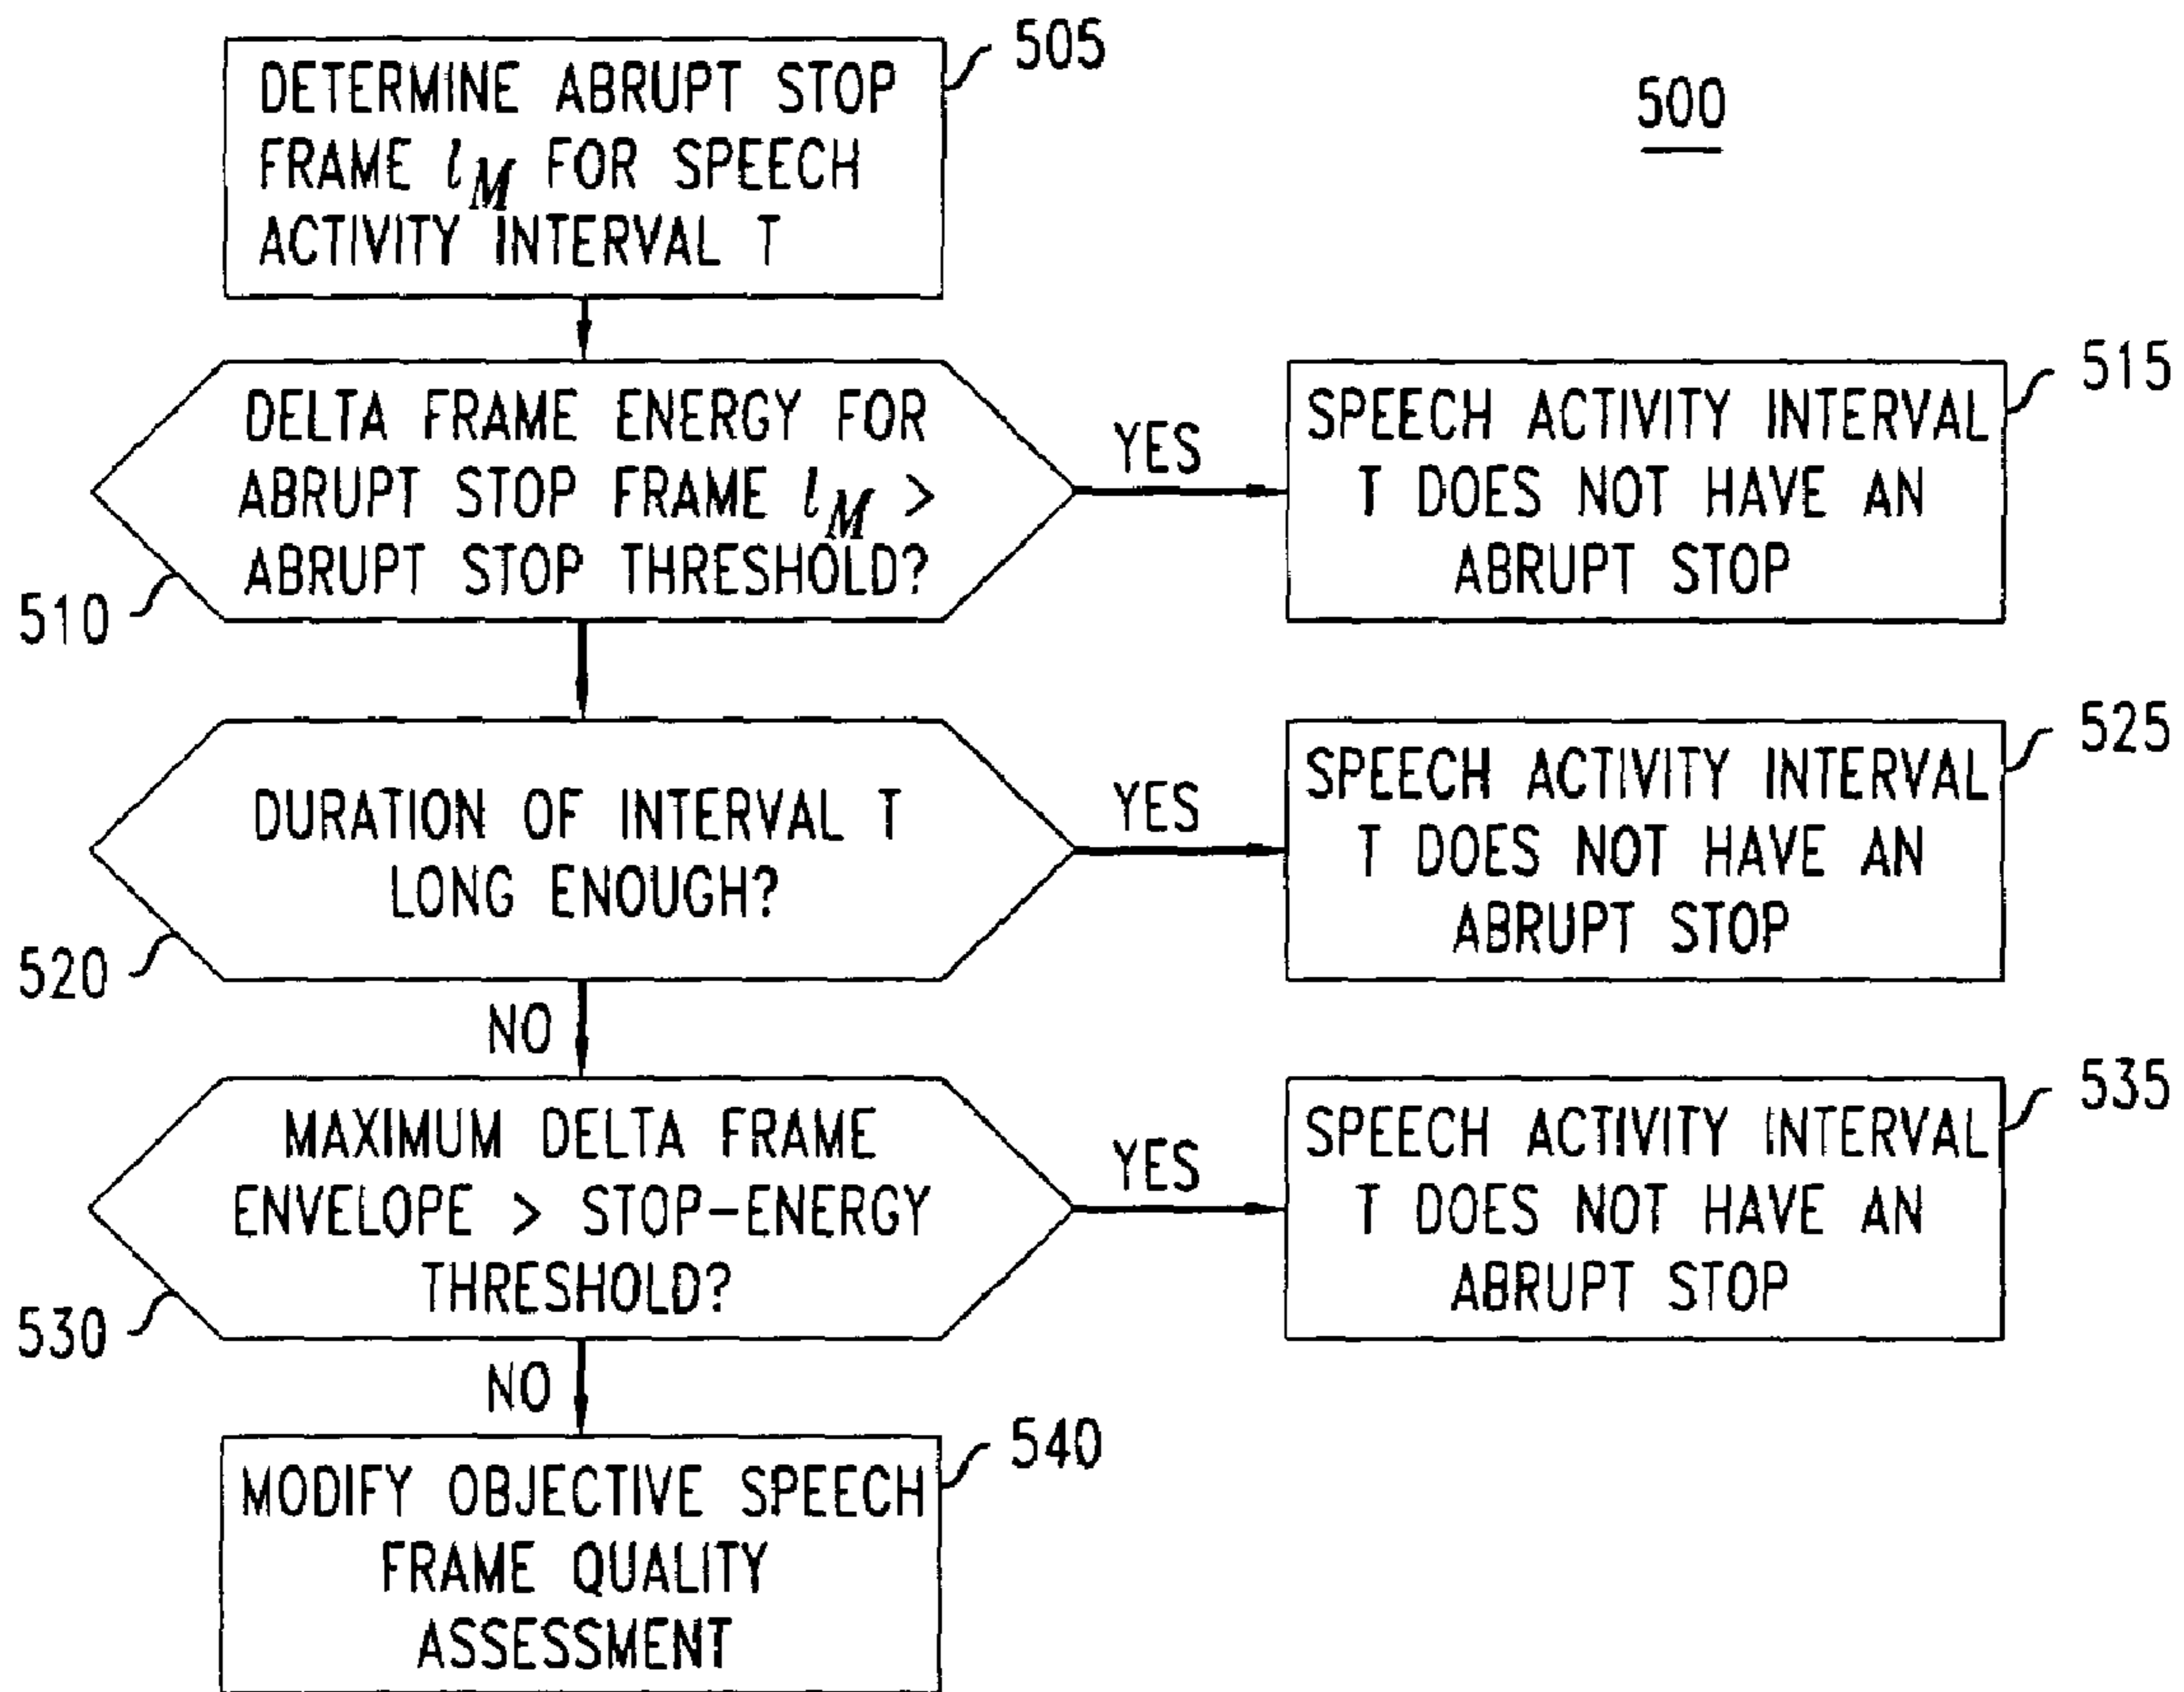 505
DETERMINE ABRUPT STOP
FRAME lM FOR SPEECH
ACTIVITY INTERVAL T
500
DELTA FRAME ENERGY FOR
ABRUPT STOP FRAME lM >
ABRUPT STOP THRESHOLD?
510
YES
515
SPEECH ACTIVITY INTERVAL
T DOES NOT HAVE AN
ABRUPT STOP
DURATION OF INTERVAL T
LONG ENOUGH?
520
YES
525
SPEECH ACTIVITY INTERVAL
T DOES NOT HAVE AN
ABRUPT STOP
NO
MAXIMUM DELTA FRAME
ENVELOPE > STOP-ENERGY
THRESHOLD?
530
YES
535
SPEECH ACTIVITY INTERVAL
T DOES NOT HAVE AN
ABRUPT STOP
NO
540
MODIFY OBJECTIVE SPEECH
FRAME QUALITY
ASSESSMENT